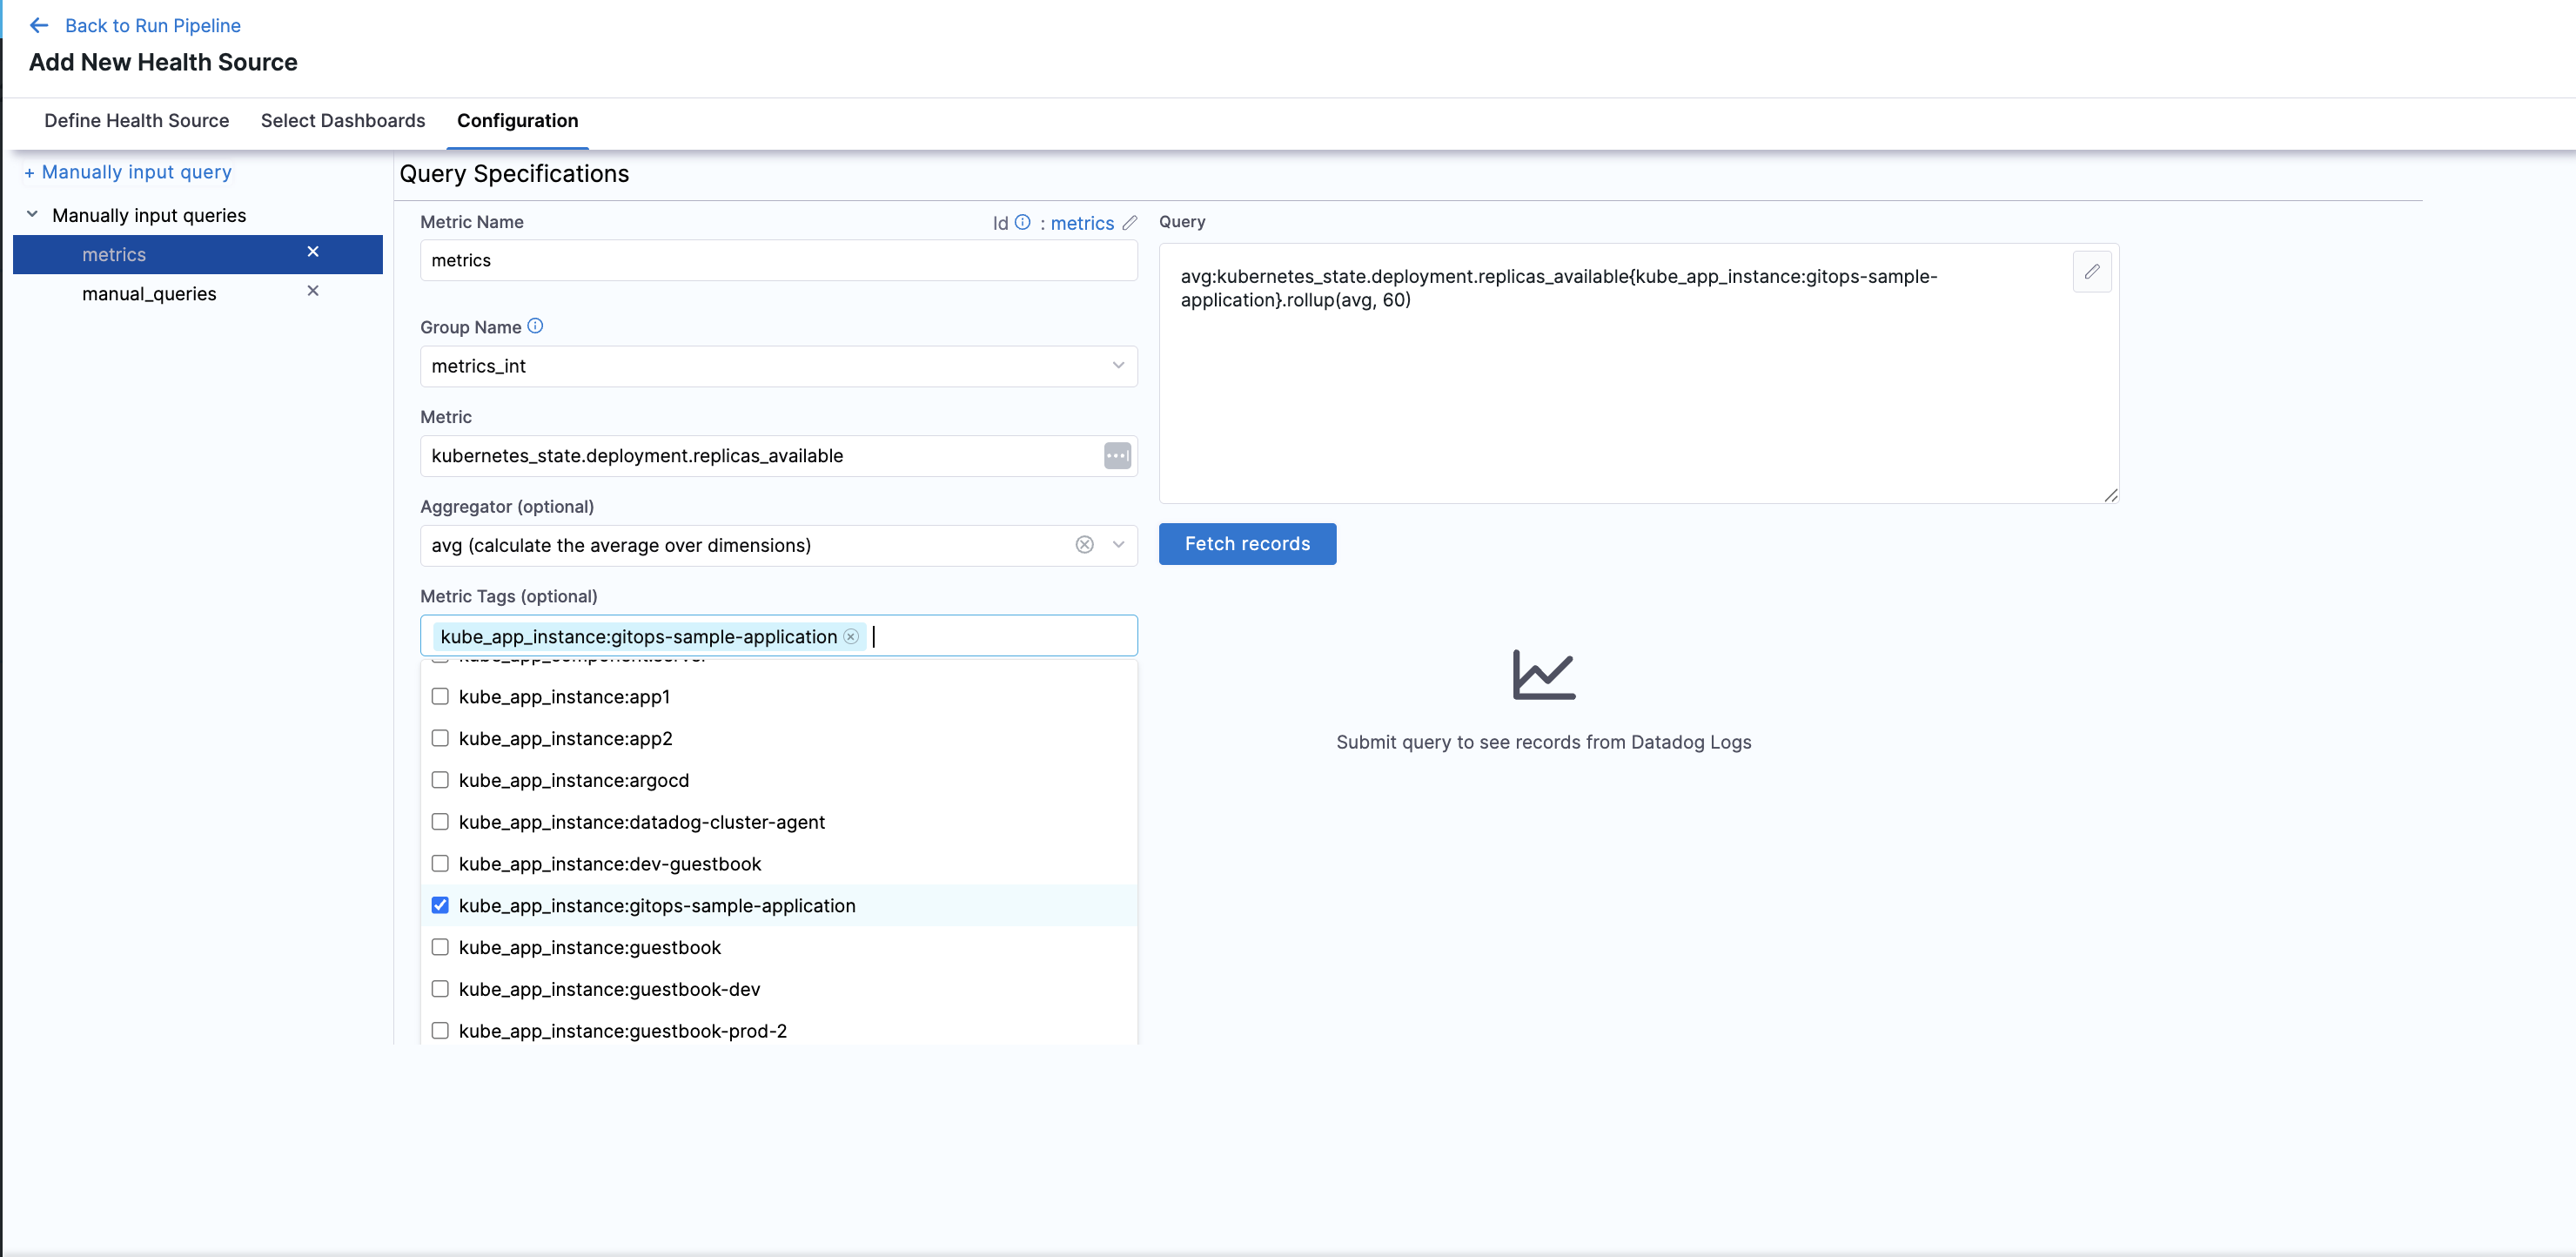 Back to Run Pipeline
Add New Health Source
Define Health Source
Select Dashboards
Configuration
+ Manually input query
Manually input queries
metrics
manual_queries
Query Specifications
Metric Name
Id : metrics
metrics
Group Name
metrics_int
Metric
kubernetes_state.deployment.replicas_available
Aggregator (optional)
avg (calculate the average over dimensions)
Metric Tags (optional)
kube_app_instance:gitops-sample-application
kube_app_instance:app1
kube_app_instance:app2
kube_app_instance:argocd
kube_app_instance:datadog-cluster-agent
kube_app_instance:dev-guestbook
kube_app_instance:gitops-sample-application
kube_app_instance:guestbook
kube_app_instance:guestbook-dev
kube_app_instance:guestbook-prod-2
Query
avg:kubernetes_state.deployment.replicas_available{kube_app_instance:gitops-sample-
application}.rollup(avg, 60)
Fetch records
Submit query to see records from Datadog Logs